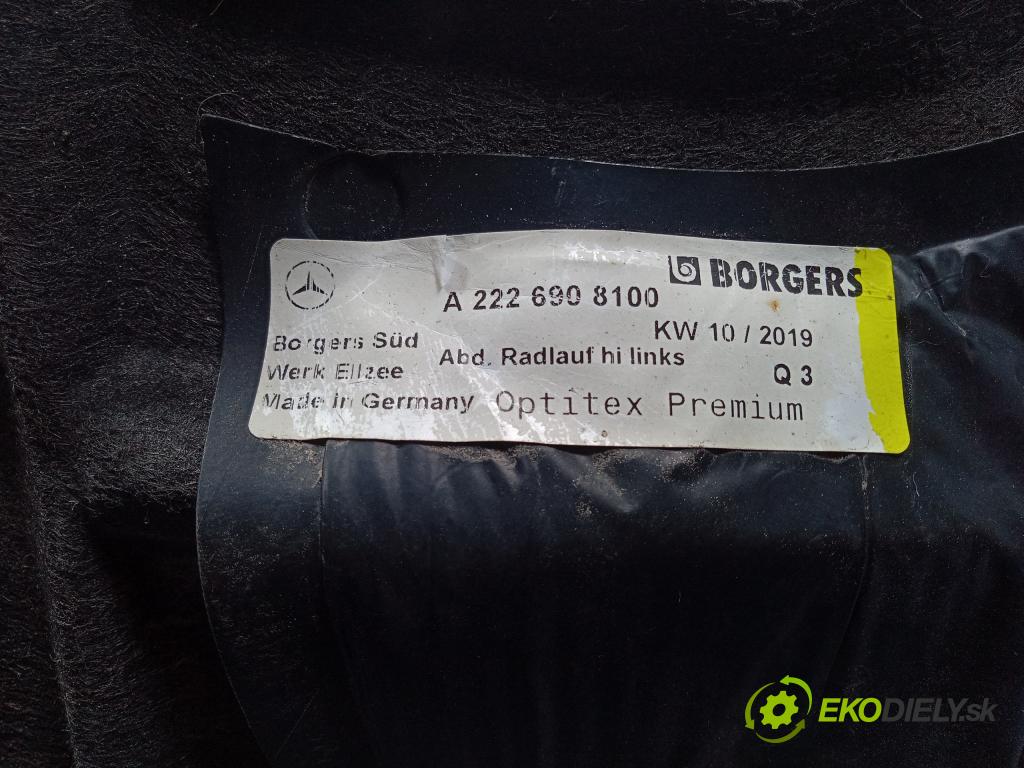 BORGERS
A 222 690 8100
KW 10 / 2019
Borgers Süd
Abd. Radlauf hi links
Werk Ellzee
Q 3
Made in Germany
Optitex Premium
EKODIELY.sk